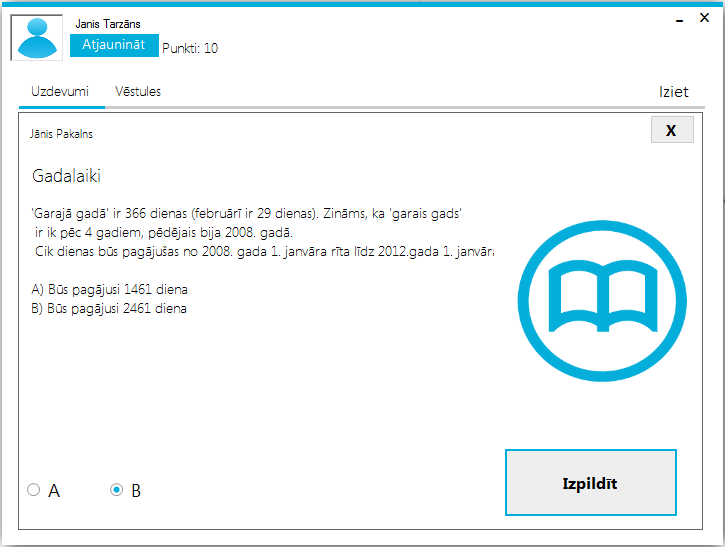 Janis Tarzāns
Atjaunināt
Punkti: 10
Uzdevumi
Vēstules
Iziet
Jānis Pakalns
X
Gadalaiki
'Garajā gadā' ir 366 dienas (februārī ir 29 dienas). Zināms, ka 'garais gads'
ir ik pēc 4 gadiem, pēdējais bija 2008. gadā.
Cik dienas būs pagājušas no 2008. gada 1. janvāra rīta līdz 2012.gada 1. janvāra
A) Būs pagājusi 1461 diena
B) Būs pagājusi 2461 diena
A
B
Izpildīt